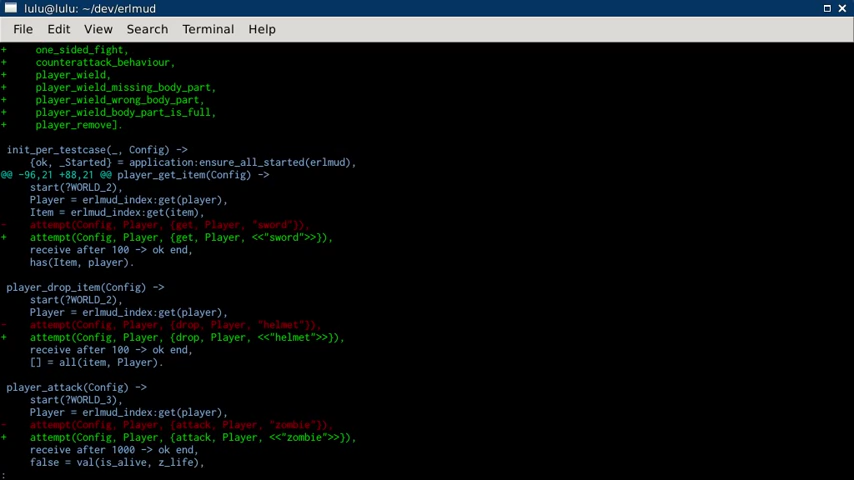 lulu@lulu: ~/dev/erlmud
File Edit View Search Terminal Help
+     one_sided_fight,
+     counterattack_behaviour,
+     player_wield,
+     player_wield_missing_body_part,
+     player_wield_wrong_body_part,
+     player_wield_body_part_is_full,
+     player_remove].
init_per_testcase(_, Config) ->
    {ok, _Started} = application:ensure_all_started(erlmud),
@@ -96,21 +88,21 @@ player_get_item(Config) ->
    start(?WORLD_2),
    Player = erlmud_index:get(player),
    Item = erlmud_index:get(item),
-    attempt(Config, Player, {get, Player, "sword"}),
+    attempt(Config, Player, {get, Player, <<"sword">>}),
    receive after 100 -> ok end,
    has(Item, player).
player_drop_item(Config) ->
    start(?WORLD_2),
    Player = erlmud_index:get(player),
-    attempt(Config, Player, {drop, Player, "helmet"}),
+    attempt(Config, Player, {drop, Player, <<"helmet">>}),
    receive after 100 -> ok end,
    [] = all(item, Player).
player_attack(Config) ->
    start(?WORLD_3),
    Player = erlmud_index:get(player),
-    attempt(Config, Player, {attack, Player, "zombie"}),
+    attempt(Config, Player, {attack, Player, <<"zombie">>}),
    receive after 1000 -> ok end,
    false = val(is_alive, z_life),
: